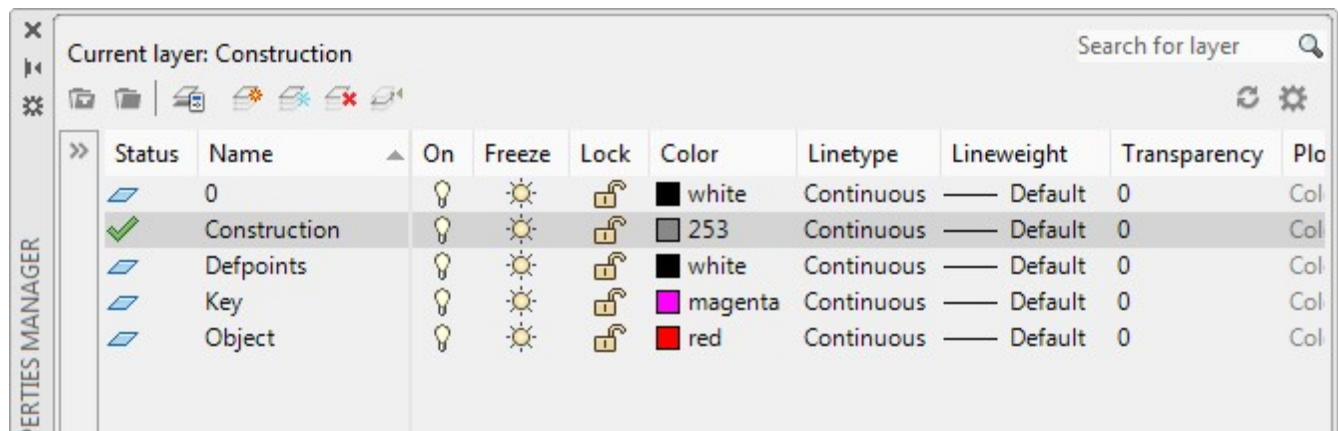 Current layer: Construction
Search for layer
Status Name On Freeze Lock Color Linetype Lineweight Transparency Plo
0 white Continuous Default 0 Col
Construction 253 Continuous Default 0 Col
Defpoints white Continuous Default 0 Col
Key magenta Continuous Default 0 Col
Object red Continuous Default 0 Col
PERTIES MANAGER